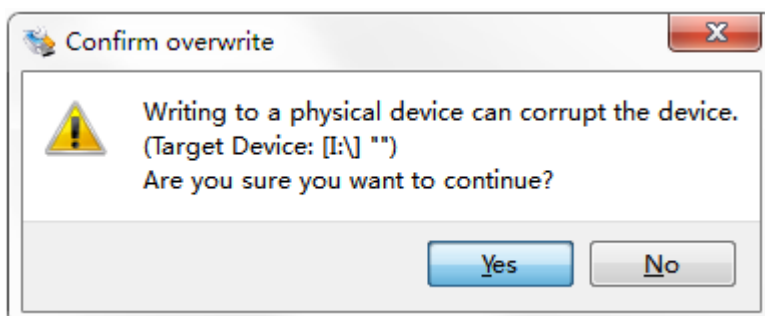 Confirm overwrite
Writing to a physical device can corrupt the device.
(Target Device: [I:\] "")
Are you sure you want to continue?
Yes
No